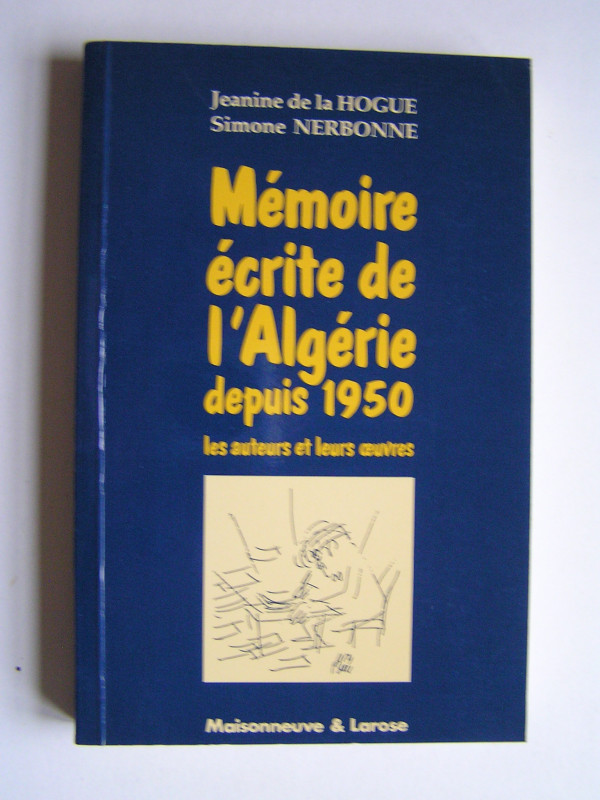 Jeanine de la HOGUE
Simone NERBONNE
Mémoire
écrite de
l'Algérie
depuis 1950
les auteurs et leurs œuvres
Maisonneuve & Larose